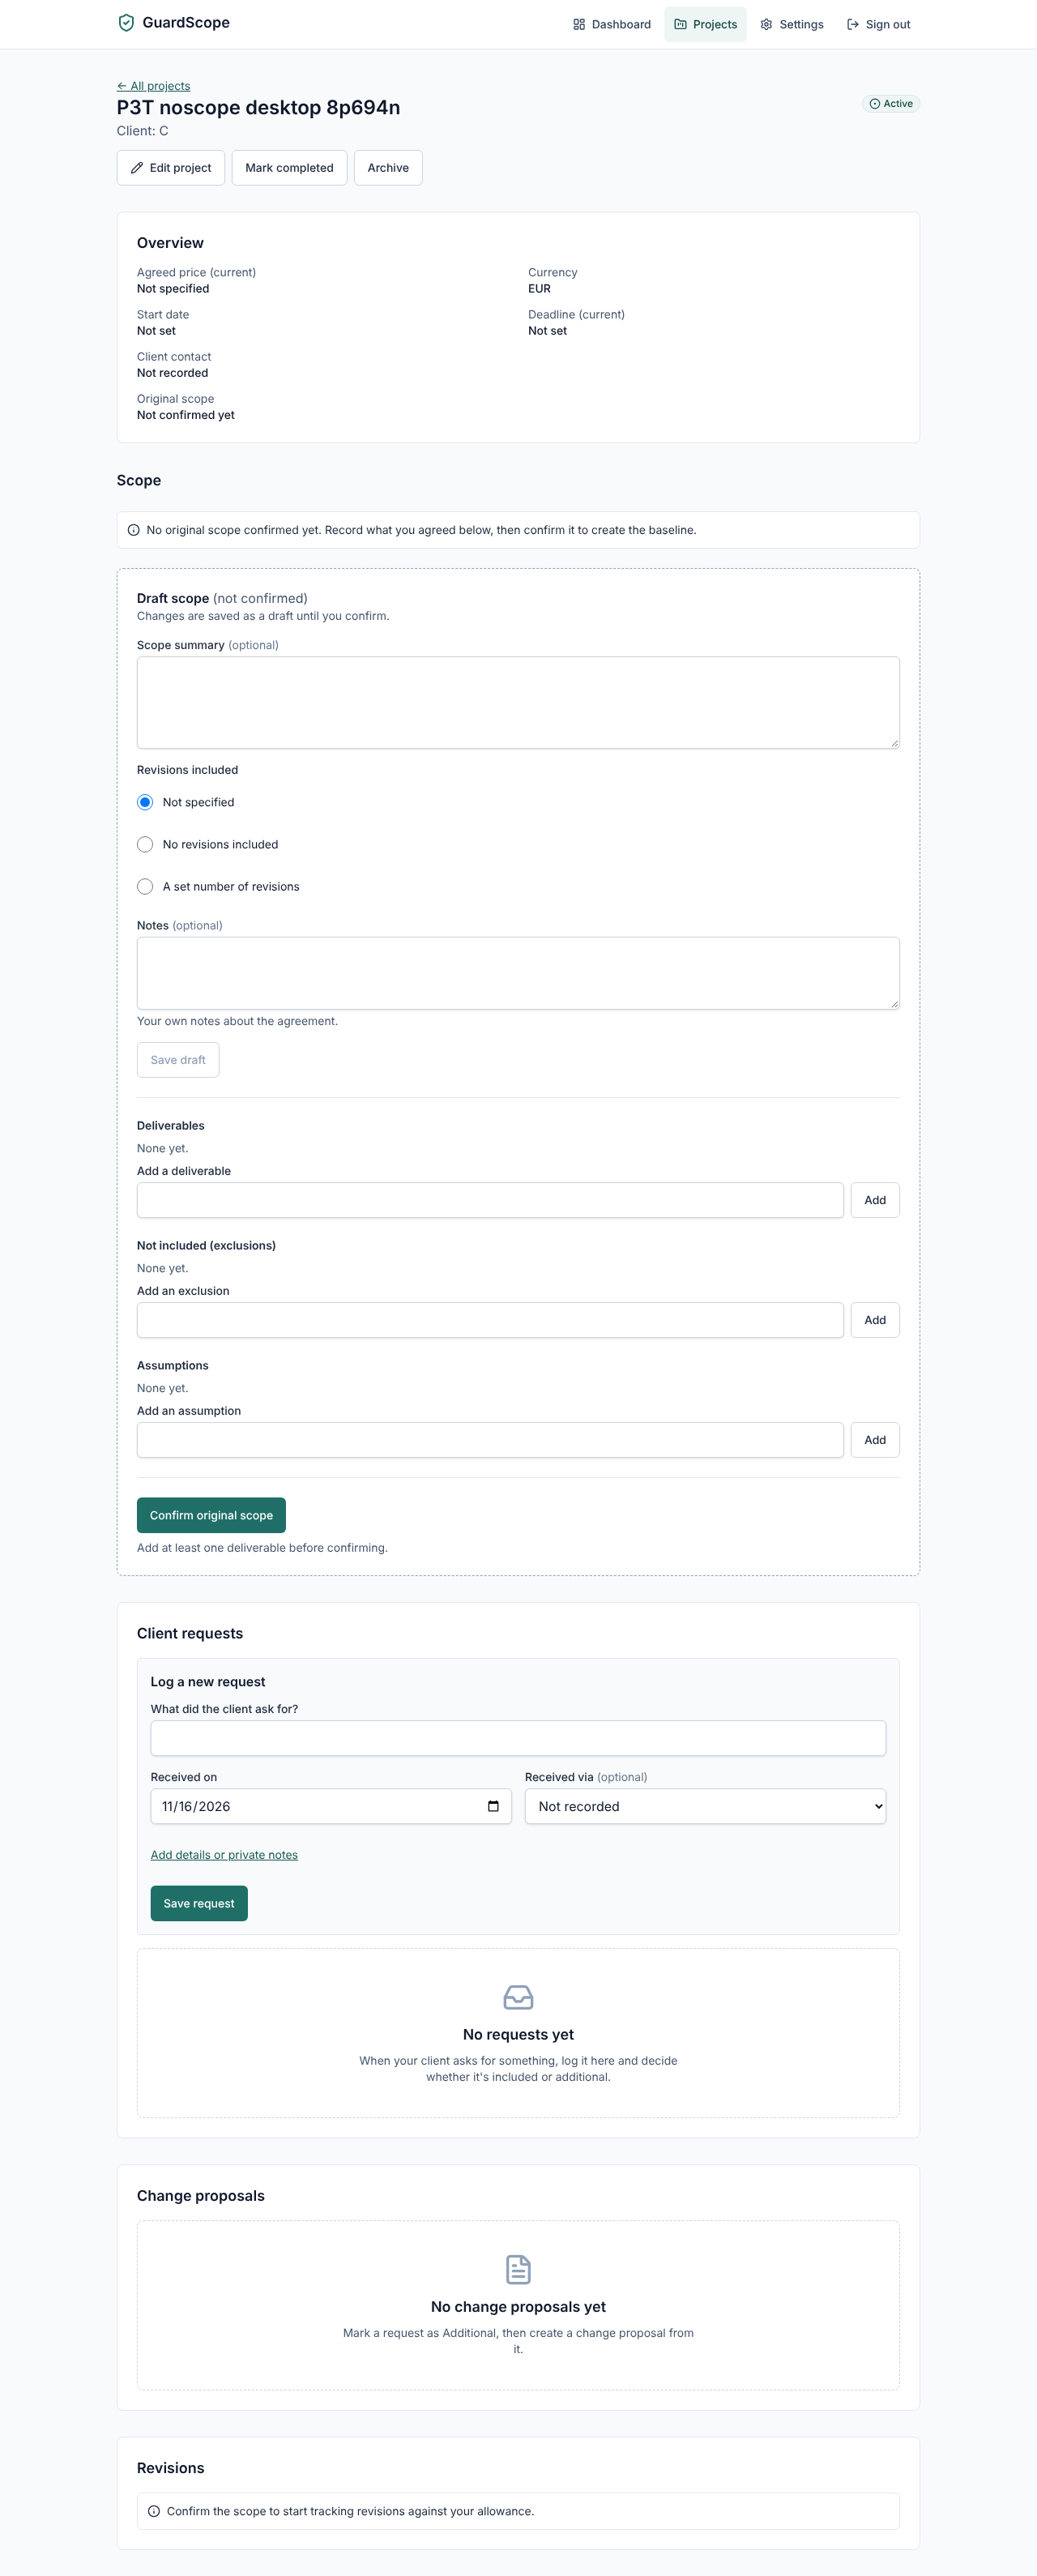 GuardScope
Dashboard
Projects
Settings
Sign out
← All projects
P3T noscope desktop 8p694n
Active
Client: C
Edit project
Mark completed
Archive
Overview
Agreed price (current)
Not specified
Currency
EUR
Start date
Not set
Deadline (current)
Not set
Client contact
Not recorded
Original scope
Not confirmed yet
Scope
No original scope confirmed yet. Record what you agreed below, then confirm it to create the baseline.
Draft scope (not confirmed)
Changes are saved as a draft until you confirm.
Scope summary (optional)
Revisions included
Not specified
No revisions included
A set number of revisions
Notes (optional)
Your own notes about the agreement.
Save draft
Deliverables
None yet.
Add a deliverable
Add
Not included (exclusions)
None yet.
Add an exclusion
Add
Assumptions
None yet.
Add an assumption
Add
Confirm original scope
Add at least one deliverable before confirming.
Client requests
Log a new request
What did the client ask for?
Received on
Received via (optional)
11/16/2026
Not recorded
Add details or private notes
Save request
No requests yet
When your client asks for something, log it here and decide
whether it's included or additional.
Change proposals
No change proposals yet
Mark a request as Additional, then create a change proposal from
it.
Revisions
Confirm the scope to start tracking revisions against your allowance.